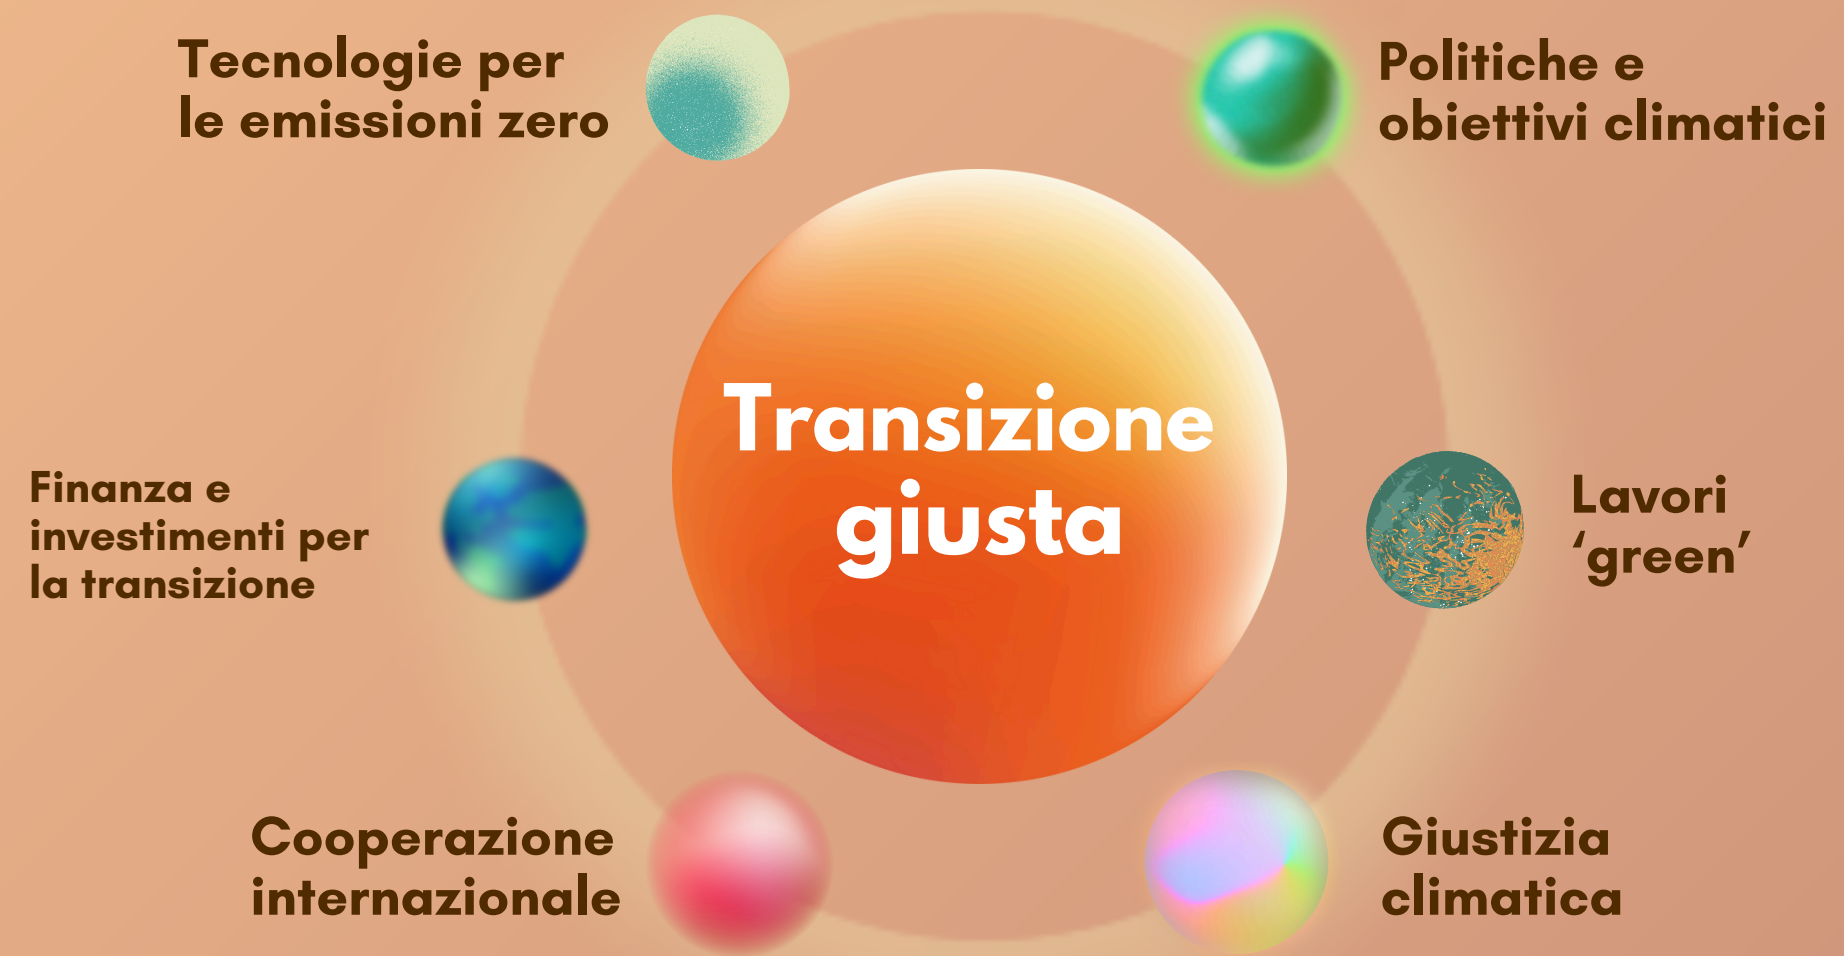 Tecnologie per
le emissioni zero
Politiche e
obiettivi climatici
Transizione
giusta
Finanza e
investimenti per
la transizione
Lavori
‘green’
Cooperazione
internazionale
Giustizia
climatica